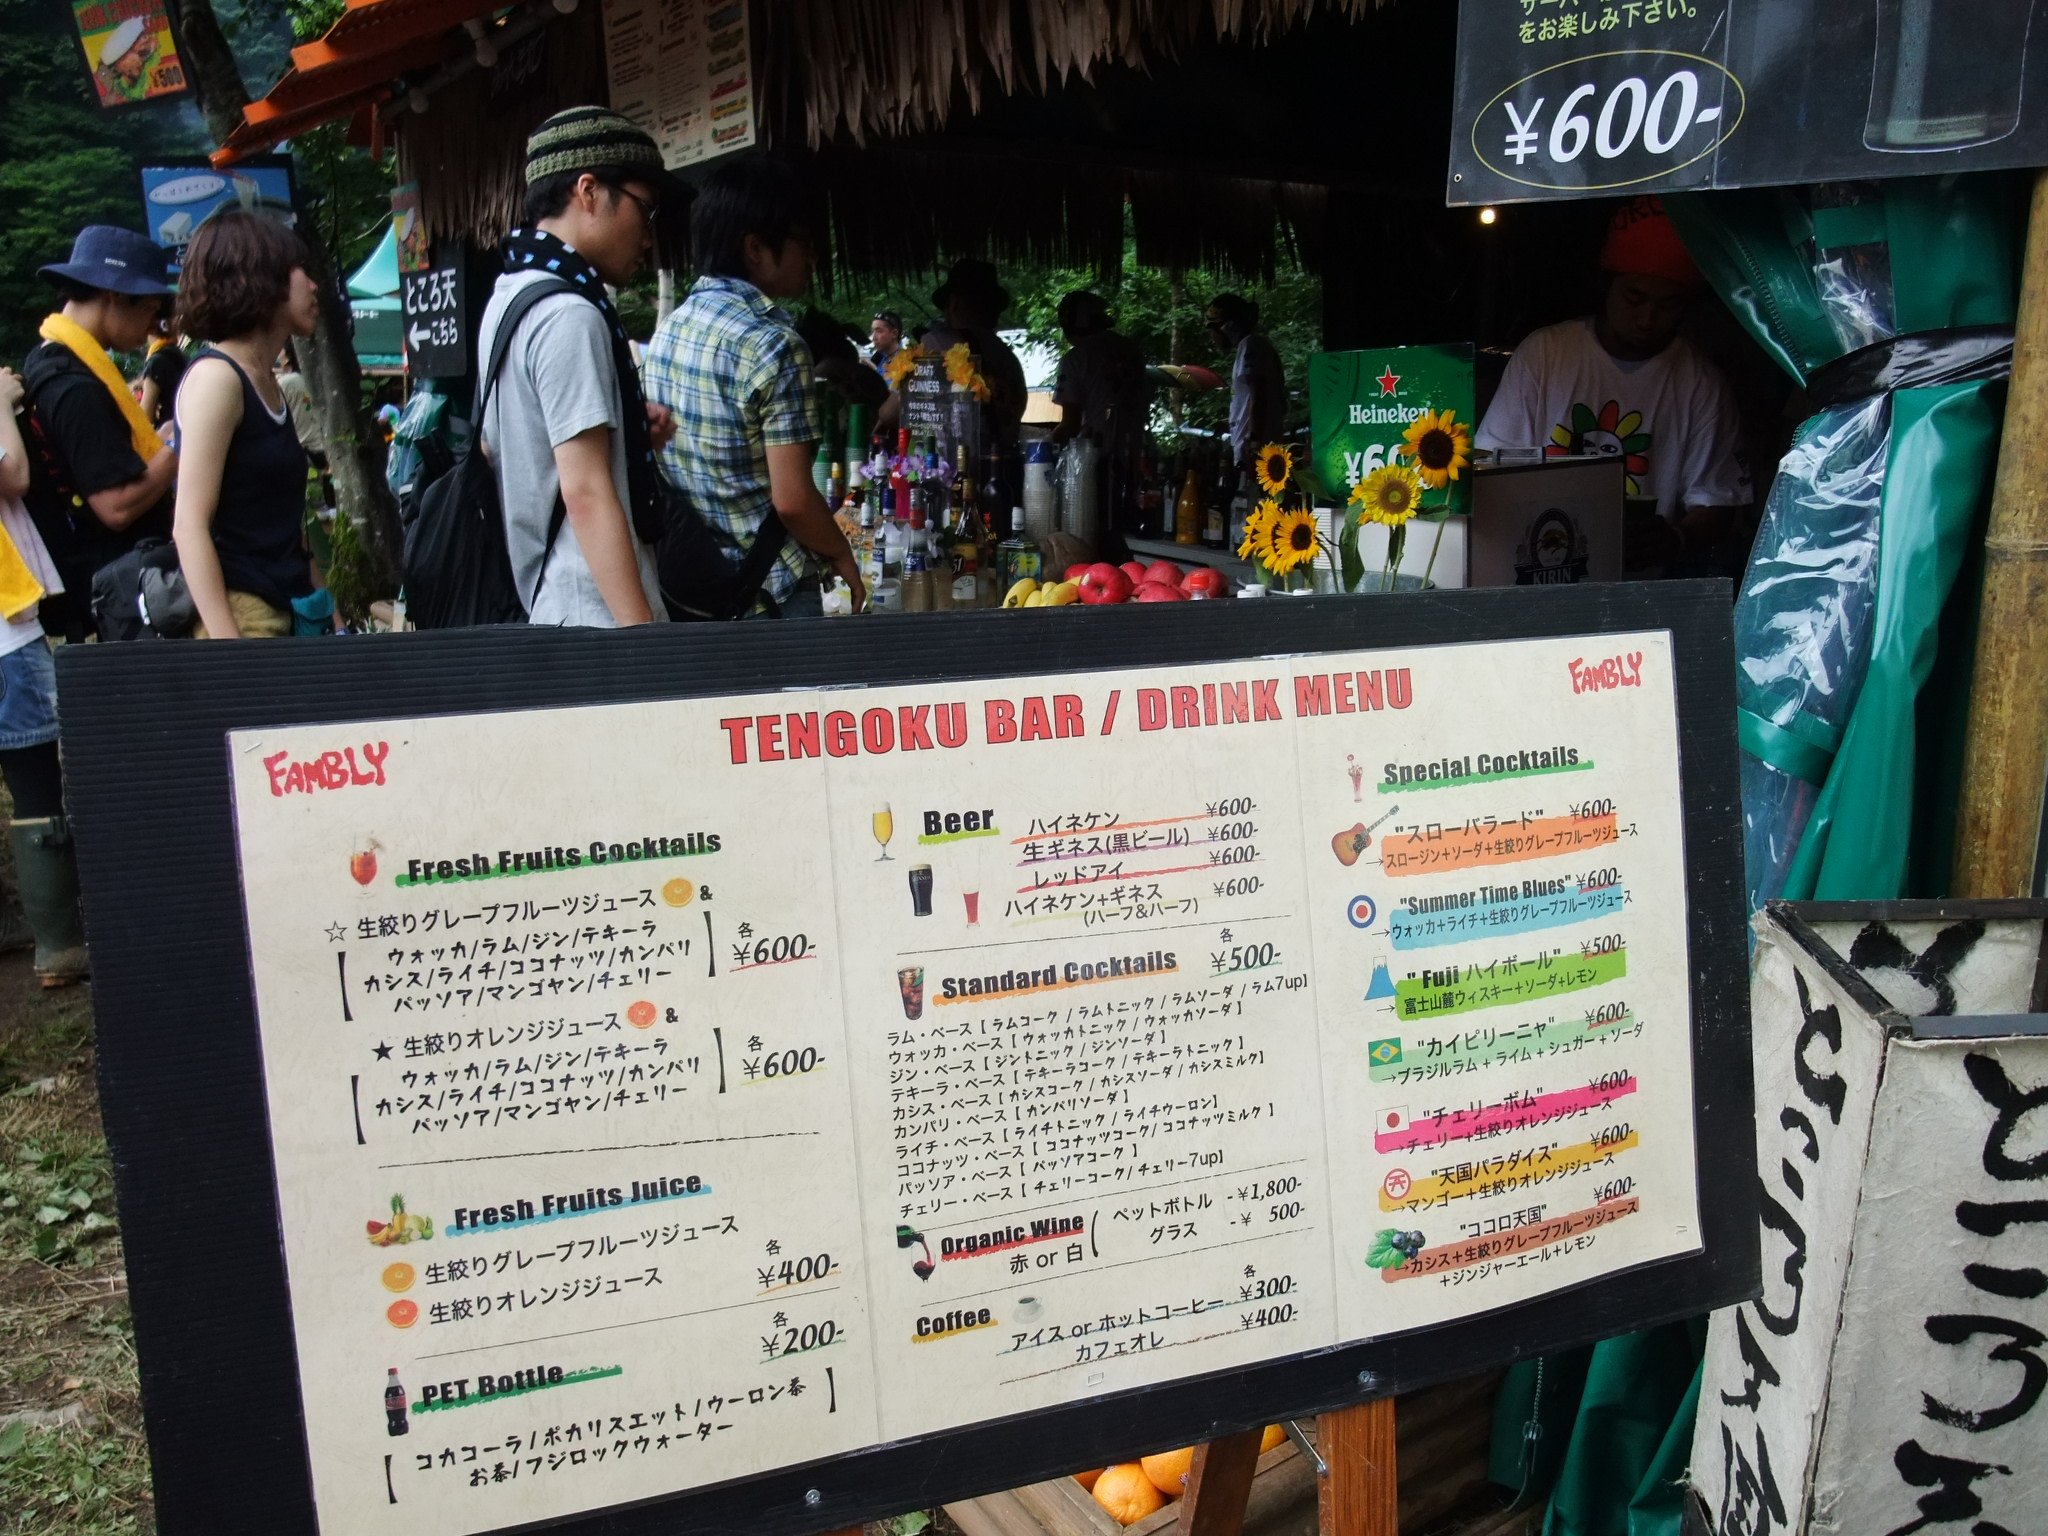 をお楽しみ下さい。
¥600-
¥500
ところ天
←こちら
DRAFT
GUINNESS
Heineken
KIRIN
TENGOKU BAR / DRINK MENU
FAMBLY
FAMBLY
Fresh Fruits Cocktails
☆ 生絞りグレープフルーツジュース &
【 ウォッカ/ラム/ジン/テキーラ
カシス/ライチ/ココナッツ/カンパリ
パッソア/マンゴヤン/チェリー 】
各 ¥600-
★ 生絞りオレンジジュース &
【 ウォッカ/ラム/ジン/テキーラ
カシス/ライチ/ココナッツ/カンパリ
パッソア/マンゴヤン/チェリー 】
各 ¥600-
Fresh Fruits Juice
生絞りグレープフルーツジュース
生絞りオレンジジュース
各 ¥400-
PET Bottle
各 ¥200-
【 コカコーラ/ポカリスエット/ウーロン茶
お茶/フジロックウォーター 】
Beer
ハイネケン ¥600-
生ギネス(黒ビール) ¥600-
レッドアイ ¥600-
ハイネケン+ギネス ¥600-
(ハーフ&ハーフ)
Standard Cocktails 各 ¥500-
ラム・ベース【 ラムコーク / ラムトニック / ラムソーダ / ラム7up】
ウォッカ・ベース【 ウォッカトニック / ウォッカソーダ 】
ジン・ベース【 ジントニック / ジンソーダ 】
テキーラ・ベース【 テキーラコーク / テキーラトニック 】
カシス・ベース【 カシスコーク / カシスソーダ / カシスミルク】
カンパリ・ベース【 カンパリソーダ 】
ライチ・ベース【 ライチトニック / ライチウーロン】
ココナッツ・ベース【 ココナッツコーク/ ココナッツミルク 】
パッソア・ベース【 パッソアコーク 】
チェリー・ベース【 チェリーコーク/ チェリー7up】
Organic Wine
赤 or 白
ペットボトル -¥1,800-
グラス -¥ 500-
Coffee
アイス or ホットコーヒー 各 ¥300-
カフェオレ ¥400-
Special Cocktails
"スローバラード" ¥600-
→スロージン+ソーダ+生絞りグレープフルーツジュース
"Summer Time Blues" ¥600-
→ウォッカ+ライチ+生絞りグレープフルーツジュース
"Fuji ハイボール" ¥500-
→富士山麓ウィスキー+ソーダ+レモン
"カイピリーニャ" ¥600-
→ブラジルラム + ライム + シュガー + ソーダ
"チェリーボム" ¥600-
→チェリー+生絞りオレンジジュース
"天国パラダイス" ¥600-
→マンゴー+生絞りオレンジジュース
"ココロ天国" ¥600-
→カシス+生絞りグレープフルーツジュース
+ジンジャーエール+レモン